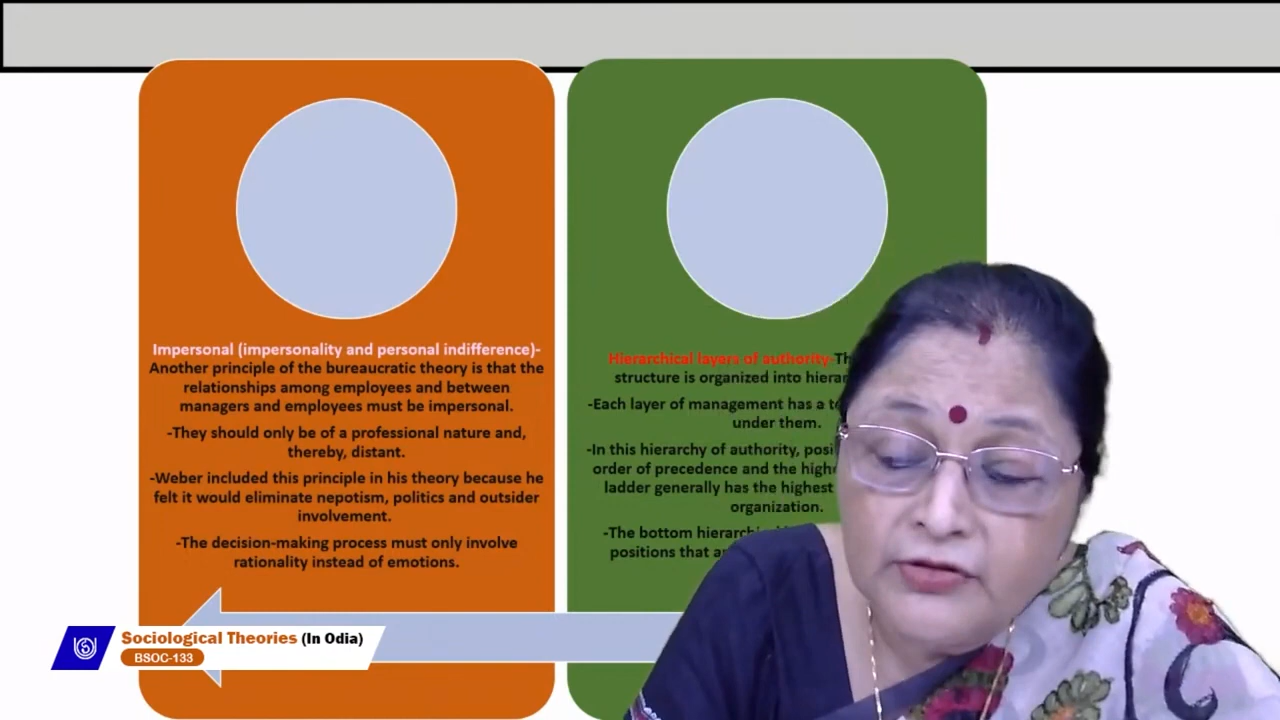 Impersonal (impersonality and personal indifference)-
Another principle of the bureaucratic theory is that the
relationships among employees and between
managers and employees must be impersonal.
-They should only be of a professional nature and,
thereby, distant.
-Weber included this principle in his theory because he
felt it would eliminate nepotism, politics and outsider
involvement.
-The decision-making process must only involve
rationality instead of emotions.
Hierarchical layers of authority-
structure is organized into
-Each layer of management has a
under them.
-In this hierarchy of authority,
order of precedence and the
ladder generally has the highest
organization.
-The bottom
positions that
Sociological Theories (In Odia)
BSOC-133